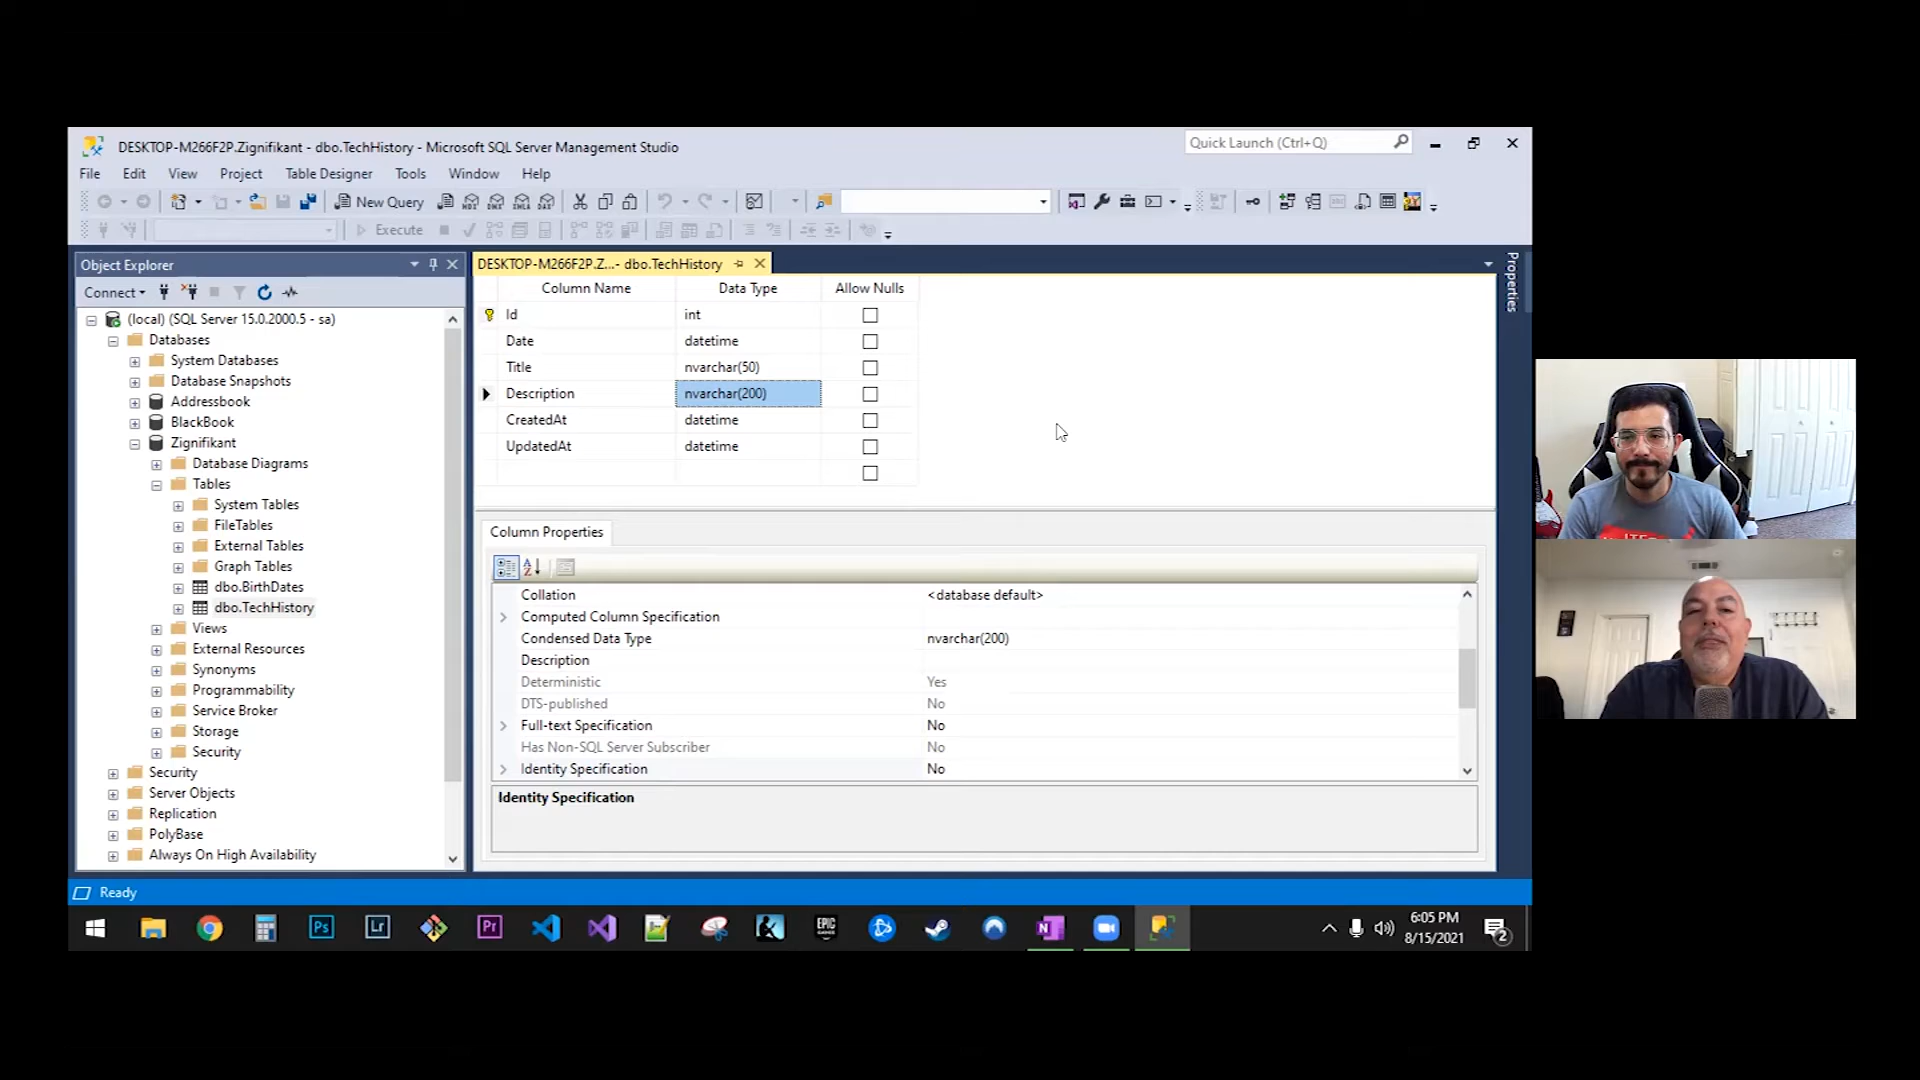 DESKTOP-M266F2P.Zignifikant - dbo.TechHistory - Microsoft SQL Server Management Studio
Quick Launch (Ctrl+Q)
File Edit View Project Table Designer Tools Window Help
New Query
Execute
Object Explorer
Connect
(local) (SQL Server 15.0.2000.5 - sa)
Databases
System Databases
Database Snapshots
Addressbook
BlackBook
Zignifikant
Database Diagrams
Tables
System Tables
FileTables
External Tables
Graph Tables
dbo.BirthDates
dbo.TechHistory
Views
External Resources
Synonyms
Programmability
Service Broker
Storage
Security
Security
Server Objects
Replication
PolyBase
Always On High Availability
DESKTOP-M266F2P.Z...- dbo.TechHistory
Properties
Column Name Data Type Allow Nulls
Id int
Date datetime
Title nvarchar(50)
Description nvarchar(200)
CreatedAt datetime
UpdatedAt datetime
Column Properties
Collation <database default>
Computed Column Specification
Condensed Data Type nvarchar(200)
Description
Deterministic Yes
DTS-published No
Full-text Specification No
Has Non-SQL Server Subscriber No
Identity Specification No
Identity Specification
Ready
Ps Lr Pr EPIC GAMES N
6:05 PM
8/15/2021
2